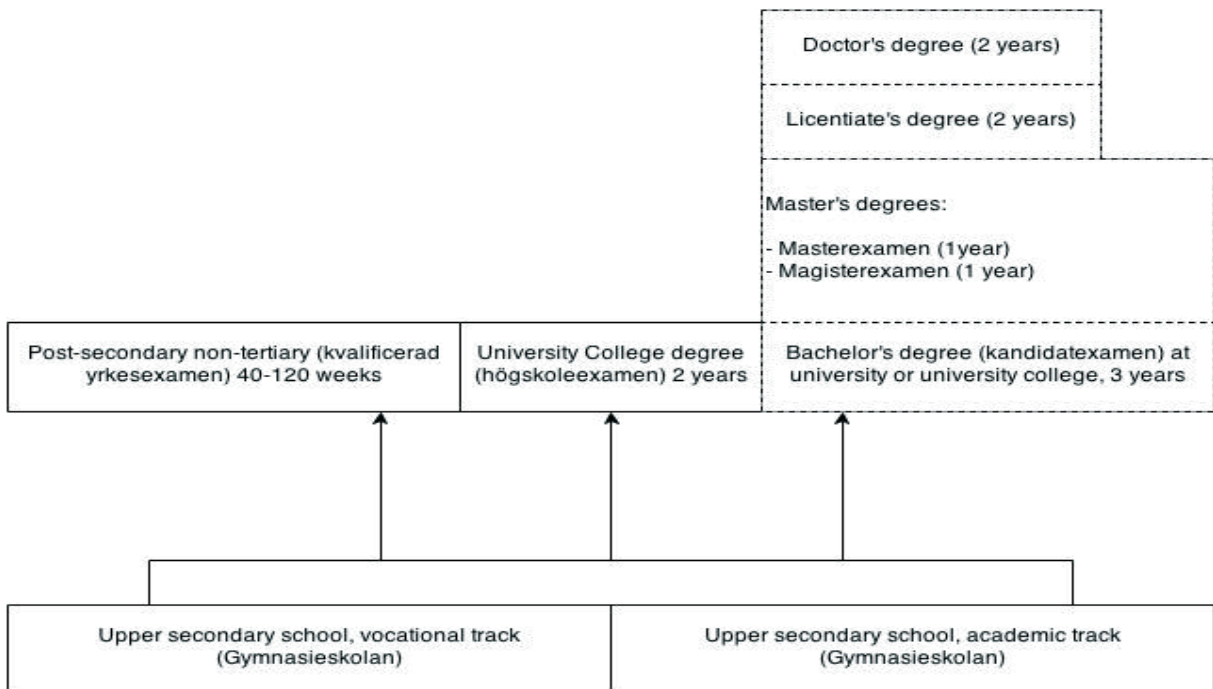 Doctor's degree (2 years)
Licentiate's degree (2 years)
Master's degrees:
- Masterexamen (1year)
- Magisterexamen (1 year)
Post-secondary non-tertiary (kvalificerad
yrkesexamen) 40-120 weeks
University College degree
(högskoleexamen) 2 years
Bachelor's degree (kandidatexamen) at
university or university college, 3 years
Upper secondary school, vocational track
(Gymnasieskolan)
Upper secondary school, academic track
(Gymnasieskolan)